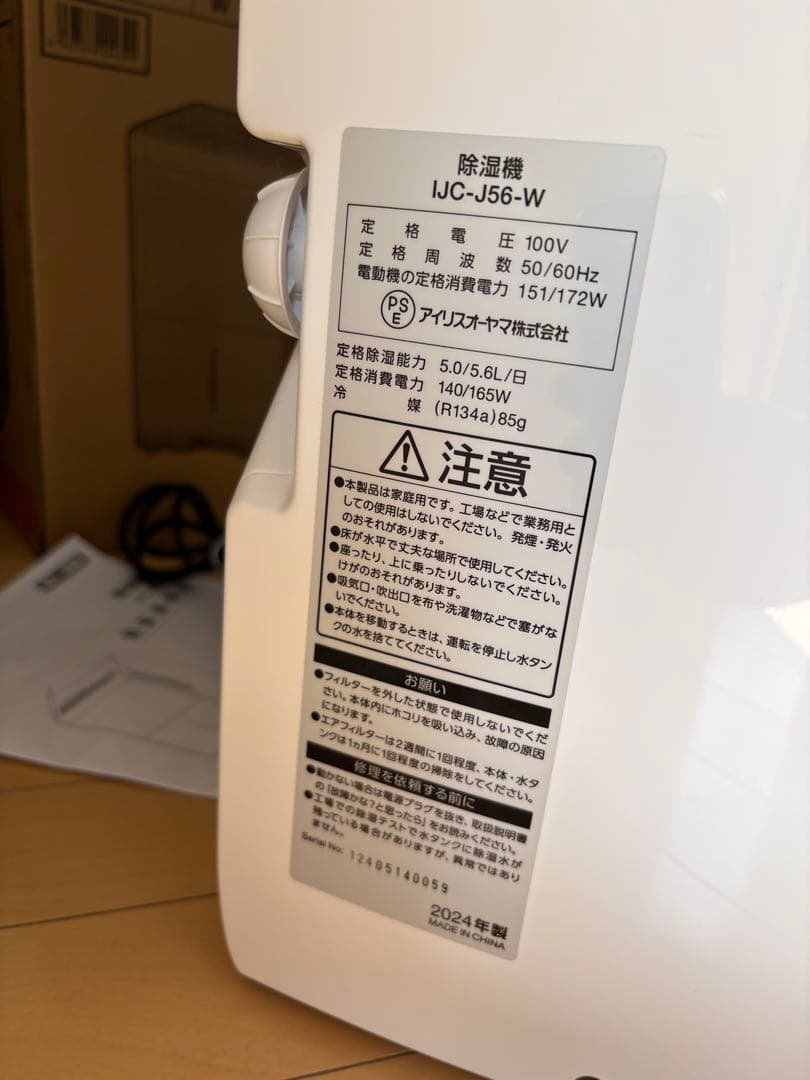 除湿機
IJC-J56-W
定格電圧 100V
定格周波数 50/60Hz
電動機の定格消費電力 151/172W
PSE アイリスオーヤマ株式会社
定格除湿能力 5.0/5.6L/日
定格消費電力 140/165W
冷媒 (R134a)85g
注意
●本製品は家庭用です。工場などで業務用と
しての使用はしないでください。発煙・発火
のおそれがあります。
●床が水平で丈夫な場所で使用してください。
●座ったり、上に乗ったりしないでください。
けがのおそれがあります。
●吸気口・吹出口を布や洗濯物などで塞がな
いでください。
●本体を移動するときは、運転を停止し水タン
クの水を捨ててください。
お願い
●フィルターを外した状態で使用しないでくだ
さい。本体内にホコリを吸い込み、故障の原因
になります。
●エアフィルターは2週間に1回程度、本体・水タ
ンクは1ヵ月に1回程度の掃除をしてください。
修理を依頼する前に
●動かない場合は電源プラグを抜き、取扱説明書
の「故障かな?と思ったら」をお読みください。
●工場での除湿テストで水タンクに除湿水が
残っている場合がありますが、異常ではあり
ません。
Serial No: 12405140059
2024年製
MADE IN CHINA